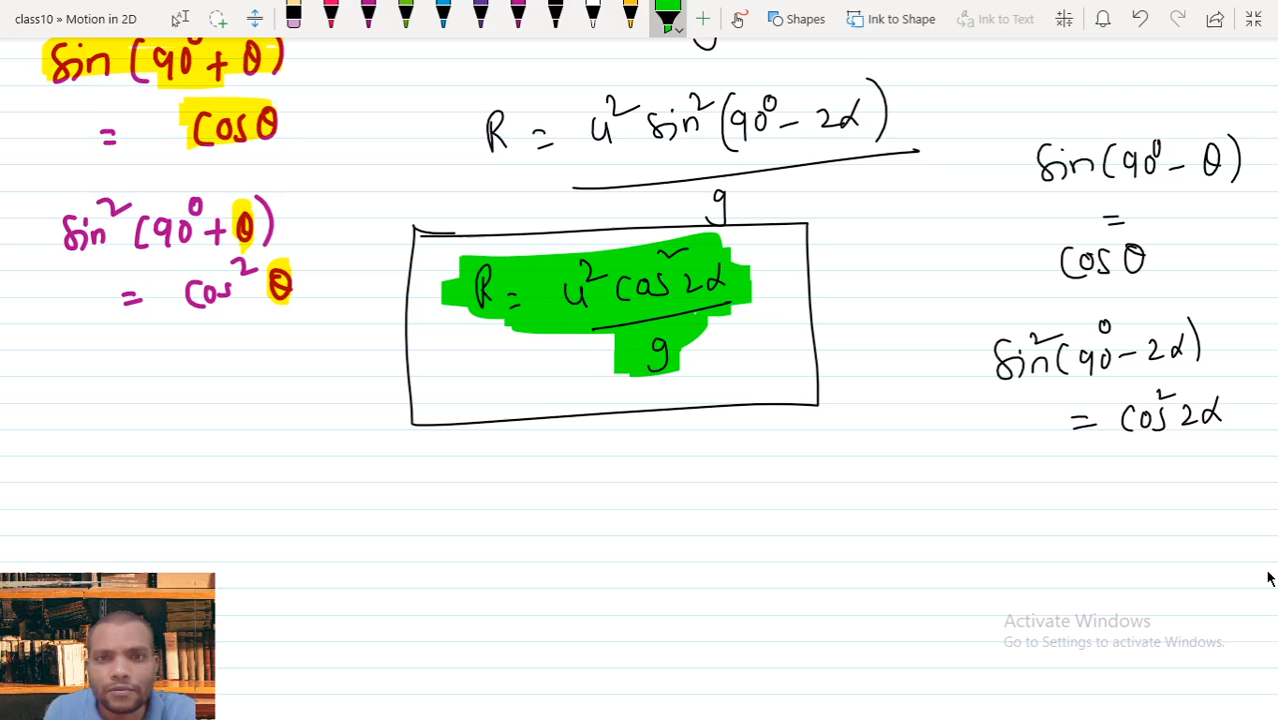 class10 » Motion in 2D
Shapes
Ink to Shape
Ink to Text
sin (90° + θ)
= cos θ
sin² (90° + θ)
= cos² θ
R = u² sin² (90° - 2α)
g
R = u² cos² 2α
g
sin (90° - θ)
=
cos θ
sin² (90° - 2α)
= cos² 2α
Activate Windows
Go to Settings to activate Windows.